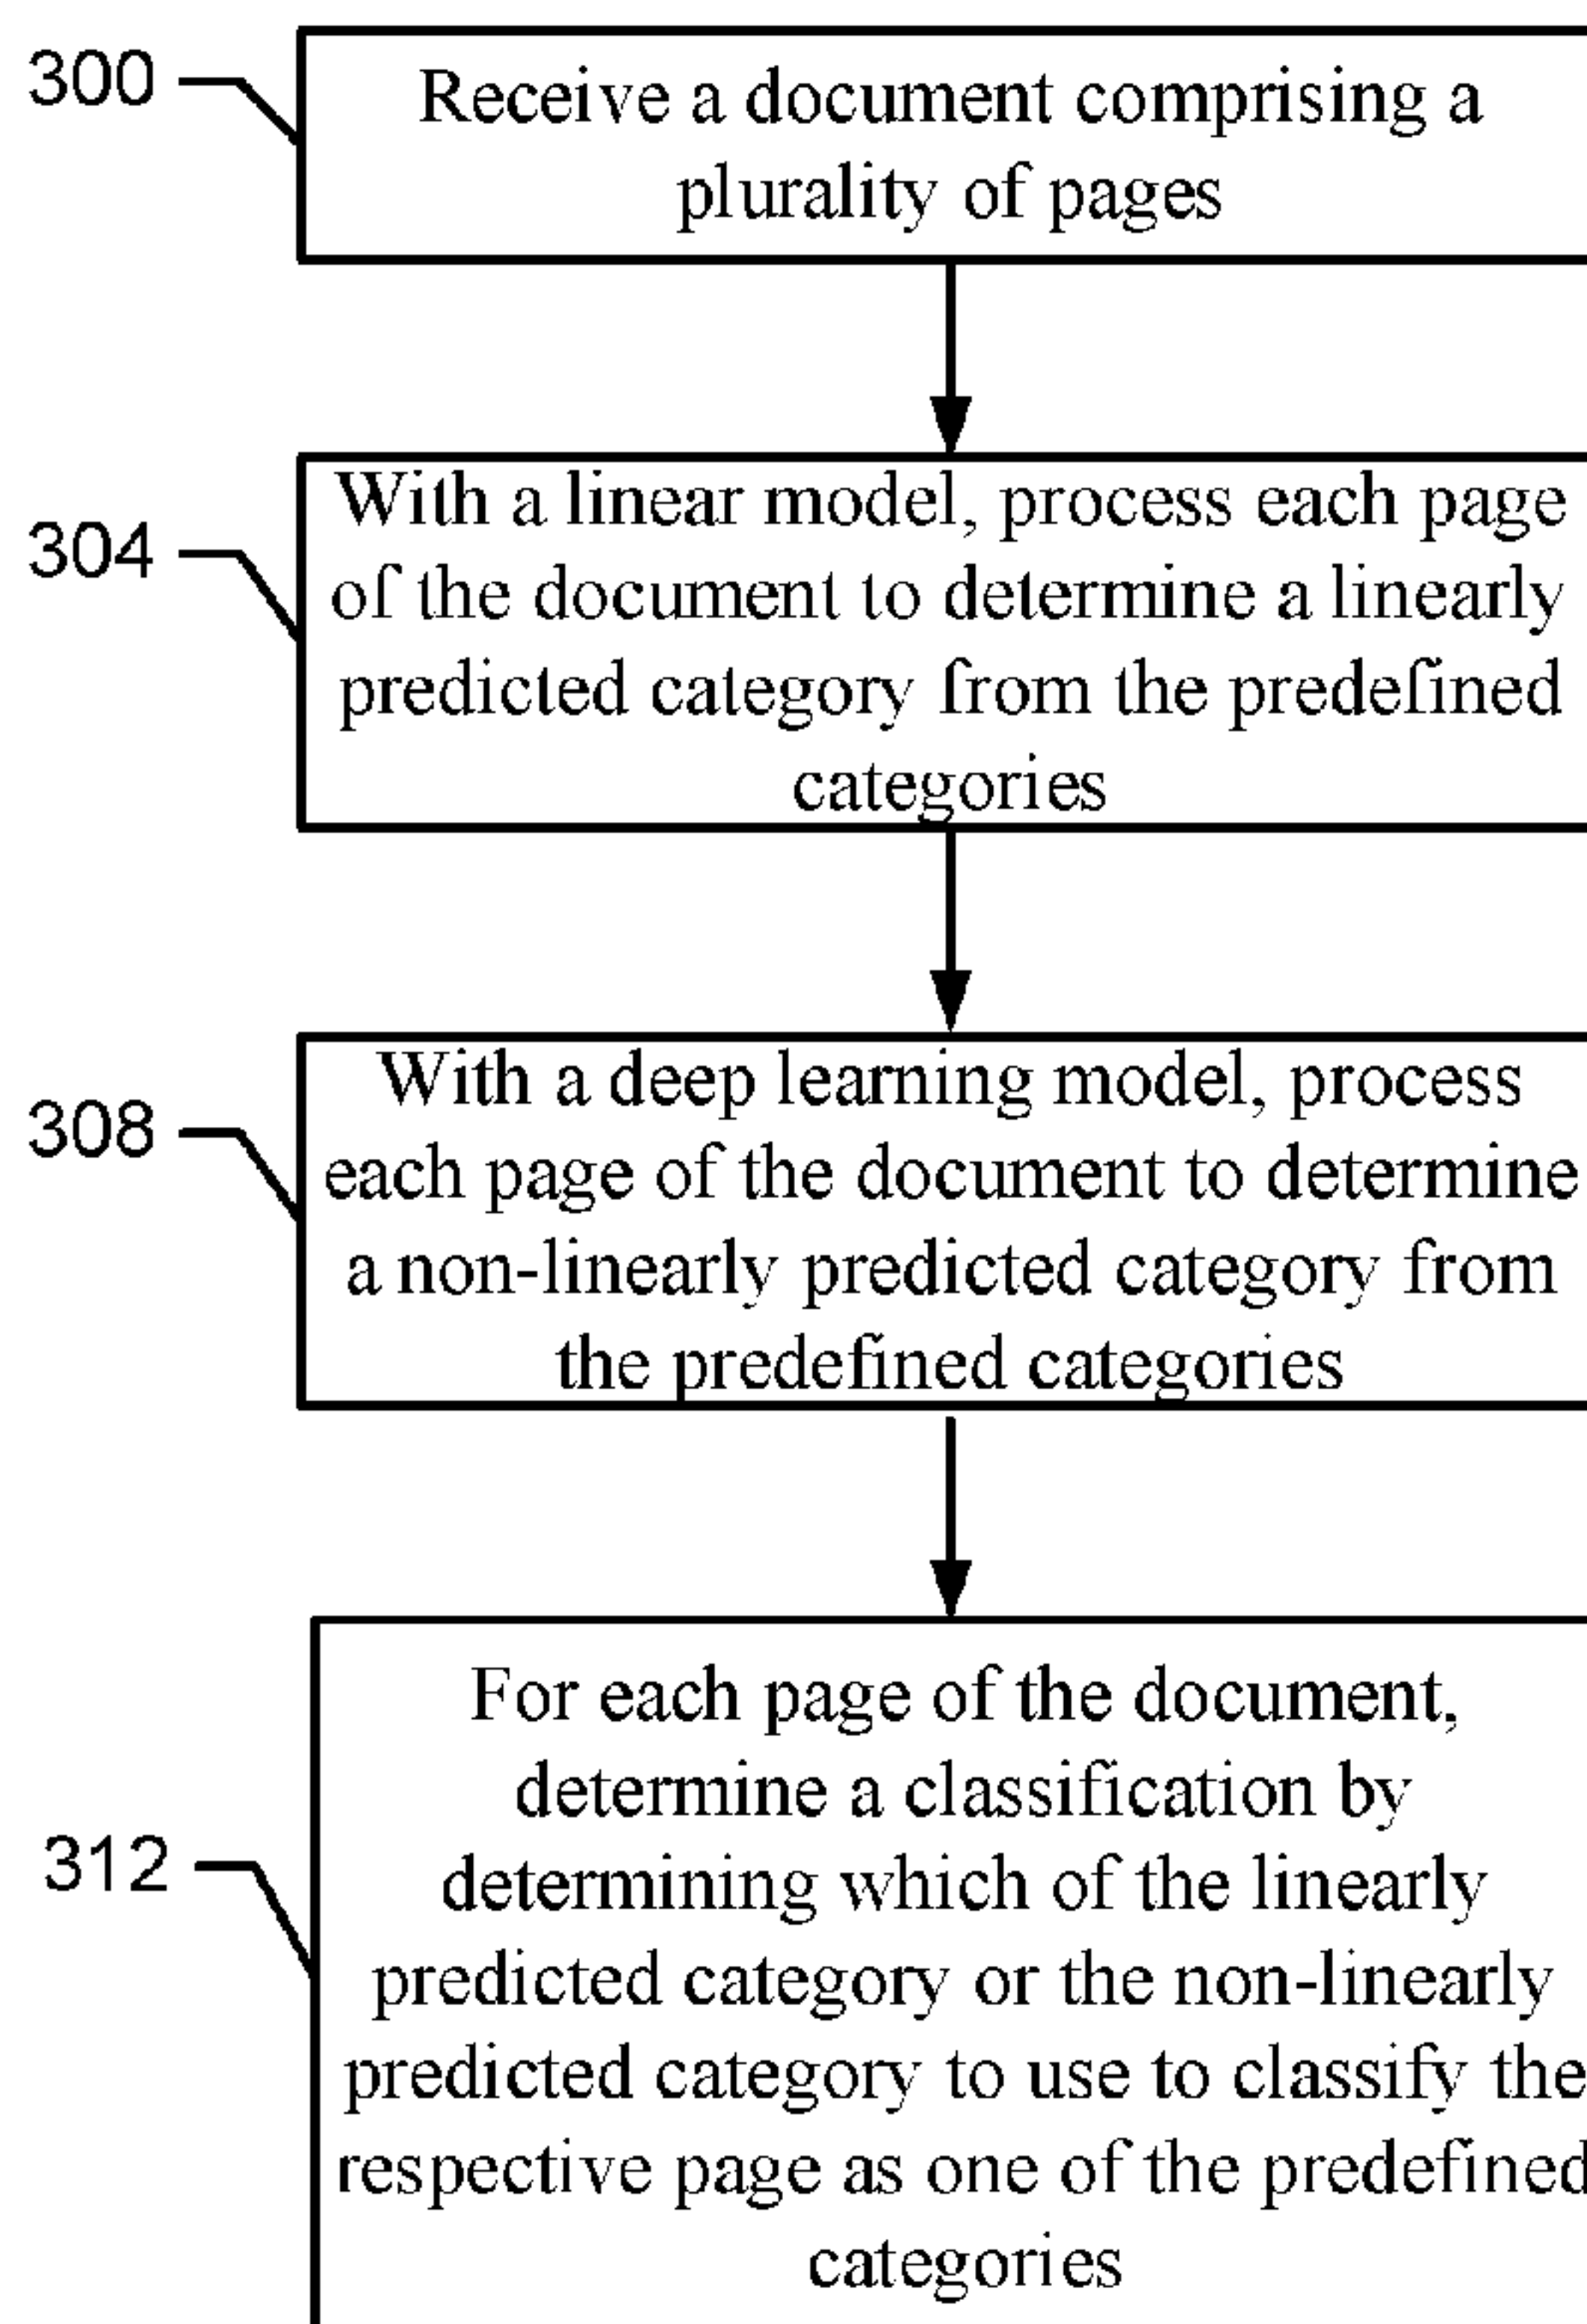 300
Receive a document comprising a
plurality of pages
304
With a linear model, process each page
of the document to determine a linearly
predicted category from the predefined
categories
308
With a deep learning model, process
each page of the document to determine
a non-linearly predicted category from
the predefined categories
312
For each page of the document,
determine a classification by
determining which of the linearly
predicted category or the non-linearly
predicted category to use to classify the
respective page as one of the predefined
categories